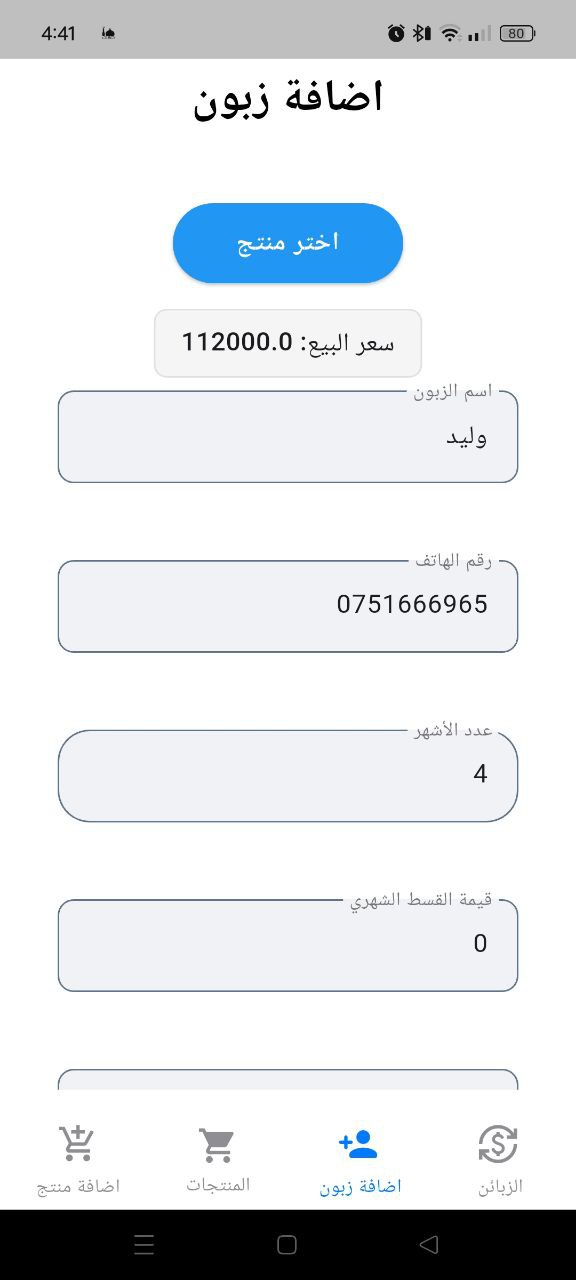 4:41
80
اضافة زبون
اختر منتج
سعر البيع: 112000.0
اسم الزبون
وليد
رقم الهاتف
0751666965
عدد الأشهر
4
قيمة القسط الشهري
0
الزبائن
اضافة زبون
المنتجات
اضافة منتج